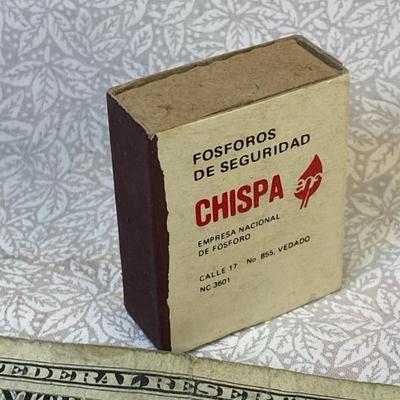 FOSFOROS
DE SEGURIDAD
CHISPA
EMPRESA NACIONAL
DE FOSFORO
CALLE 17 No 855, VEDADO
NC 3601
FEDERAL RESERVE